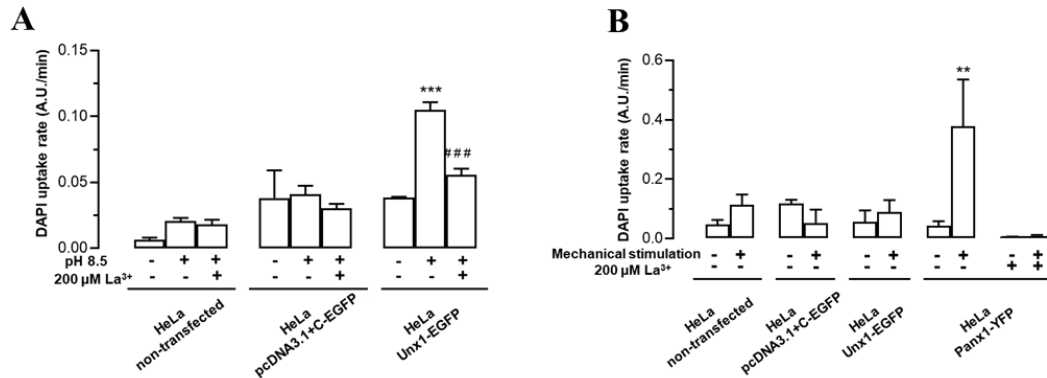 A
DAPI uptake rate (A.U./min)
0.15
0.10
0.05
0.00
***
###
pH 8.5 - + + - + + - + +
200 µM La³⁺ - - + - - + - - +
HeLa
non-transfected
HeLa
pcDNA3.1+C-EGFP
HeLa
Unx1-EGFP
B
DAPI uptake rate (A.U./min)
0.6
0.4
0.2
0.0
**
Mechanical stimulation - + - + - + - + - +
200 µM La³⁺ - - - - - - - - + +
HeLa
non-transfected
HeLa
pcDNA3.1+C-EGFP
HeLa
Unx1-EGFP
HeLa
Panx1-YFP